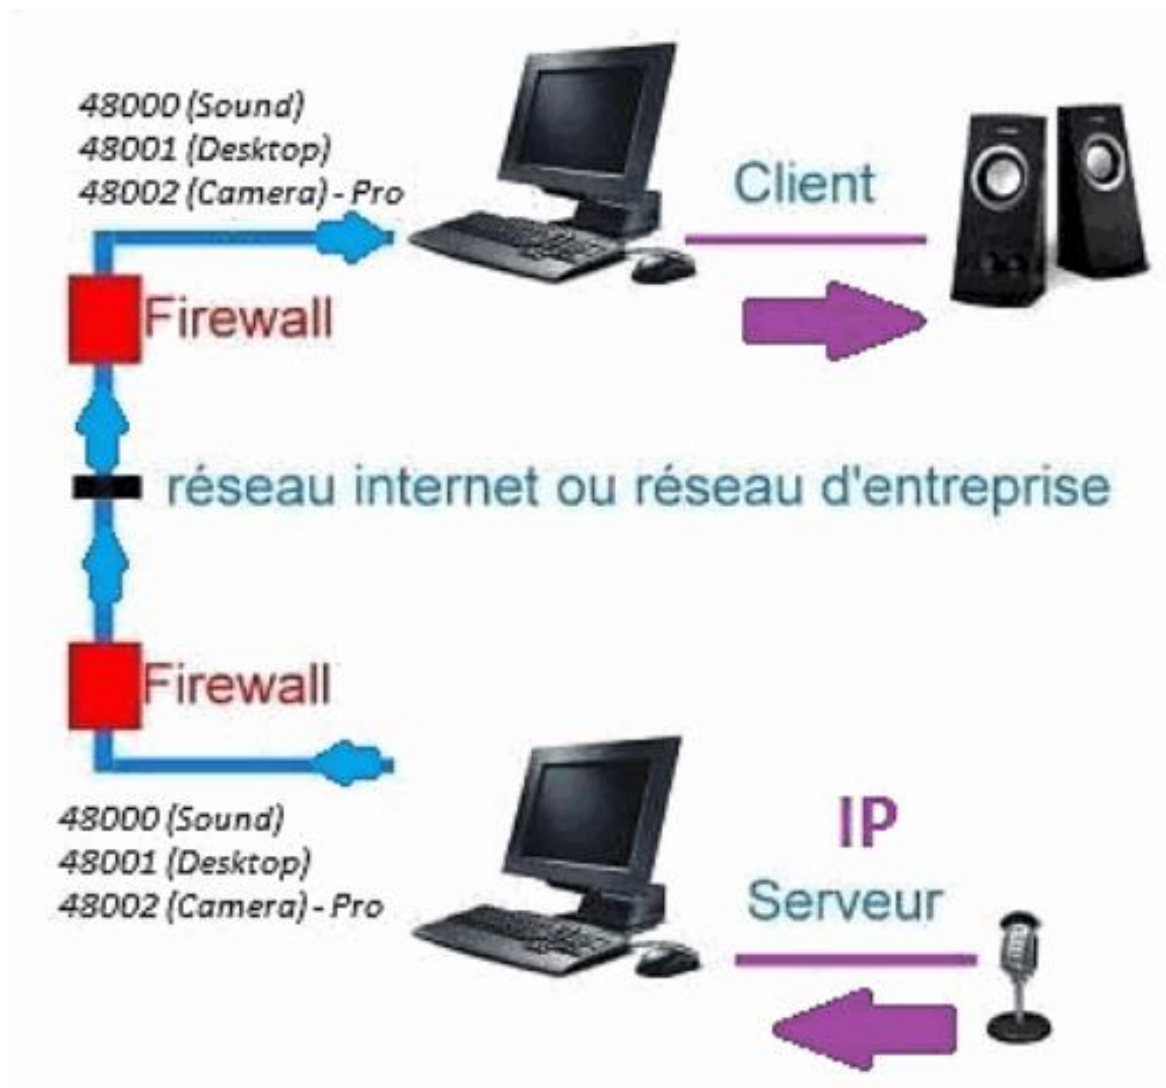 48000 (Sound)
48001 (Desktop)
48002 (Camera) - Pro
Client
Firewall
réseau internet ou réseau d'entreprise
Firewall
48000 (Sound)
48001 (Desktop)
48002 (Camera) - Pro
IP
Serveur